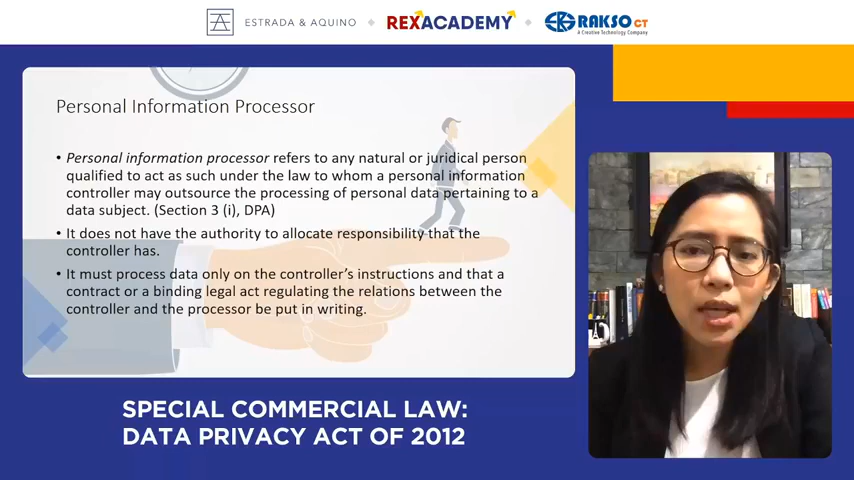 ESTRADA & AQUINO
REXACADEMY
RAKSO CT
A Creative Technology Company
Personal Information Processor
• Personal information processor refers to any natural or juridical person
qualified to act as such under the law to whom a personal information
controller may outsource the processing of personal data pertaining to a
data subject. (Section 3 (i), DPA)
• It does not have the authority to allocate responsibility that the
controller has.
• It must process data only on the controller's instructions and that a
contract or a binding legal act regulating the relations between the
controller and the processor be put in writing.
SPECIAL COMMERCIAL LAW:
DATA PRIVACY ACT OF 2012